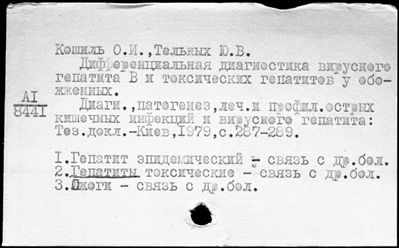 Кошиль О.И.,Тельных Ю.В.
Дифференциальная диагностика вирусного
гепатита В и токсических гепатитов у обо-
жженных.
АI
8441
Диагн.,патогенез,леч.и профил.острых
кишечных инфекций и вирусного гепатита:
Тез.докл.-Киев,1979,с.287-289.
1.Гепатит эпидемический - связь с др.бол.
2.Гепатиты токсические - связь с др.бол.
3.Ожоги - связь с др.бол.